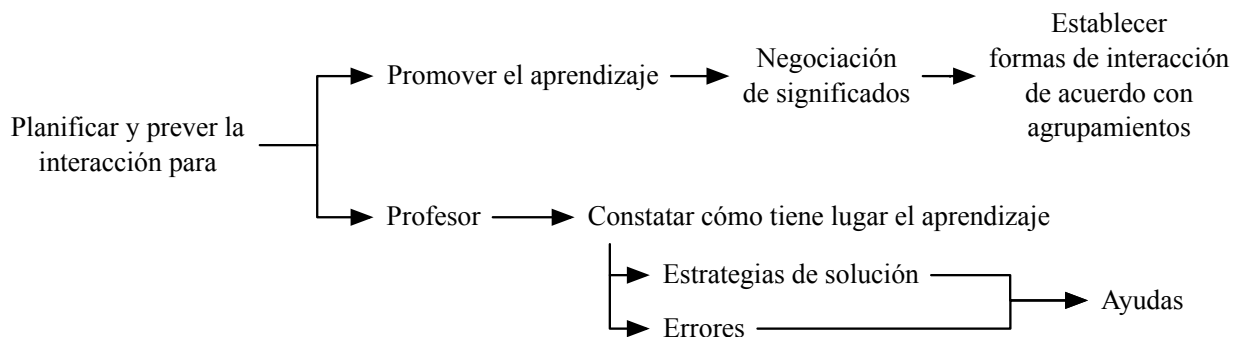 Planificar y prever la
interacción para
Promover el aprendizaje
Negociación
de significados
Establecer
formas de interacción
de acuerdo con
agrupamientos
Profesor
Constatar cómo tiene lugar el aprendizaje
Estrategias de solución
Errores
Ayudas